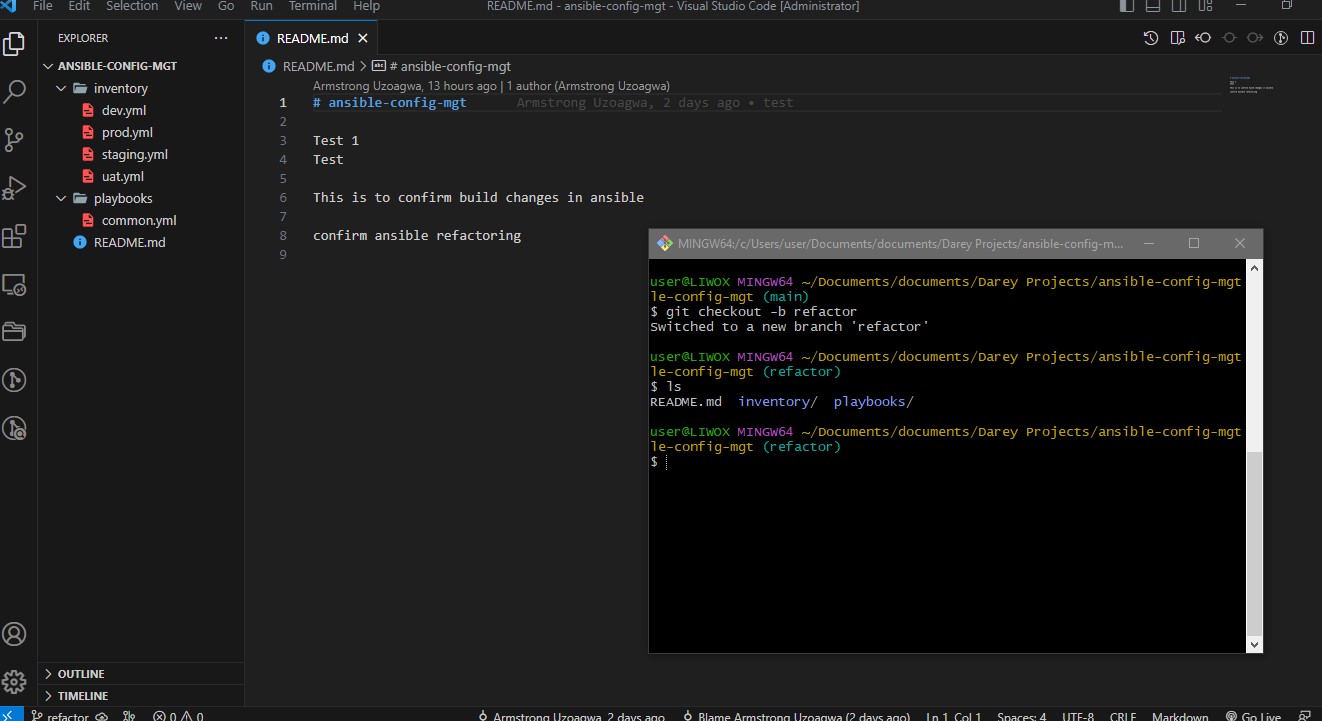 File Edit Selection View Go Run Terminal Help README.md - ansible-config-mgt - Visual Studio Code [Administrator]
EXPLORER ...
ANSIBLE-CONFIG-MGT
inventory
dev.yml
prod.yml
staging.yml
uat.yml
playbooks
common.yml
README.md
OUTLINE
TIMELINE
README.md
README.md > # ansible-config-mgt
Armstrong Uzoagwa, 13 hours ago | 1 author (Armstrong Uzoagwa)
1 # ansible-config-mgt Armstrong Uzoagwa, 2 days ago • test
2
3 Test 1
4 Test
5
6 This is to confirm build changes in ansible
7
8 confirm ansible refactoring
9
MINGW64:/c/Users/user/Documents/documents/Darey Projects/ansible-config-m...
user@LIWOX MINGW64 ~/Documents/documents/Darey Projects/ansible-config-mgt
le-config-mgt (main)
$ git checkout -b refactor
Switched to a new branch 'refactor'
user@LIWOX MINGW64 ~/Documents/documents/Darey Projects/ansible-config-mgt
le-config-mgt (refactor)
$ ls
README.md inventory/ playbooks/
user@LIWOX MINGW64 ~/Documents/documents/Darey Projects/ansible-config-mgt
le-config-mgt (refactor)
$
refactor 0 0 Armstrong Uzoagwa, 2 days ago Blame Armstrong Uzoagwa (2 days ago) Ln 1, Col 1 Spaces: 4 UTF-8 CRLF Markdown Go Live